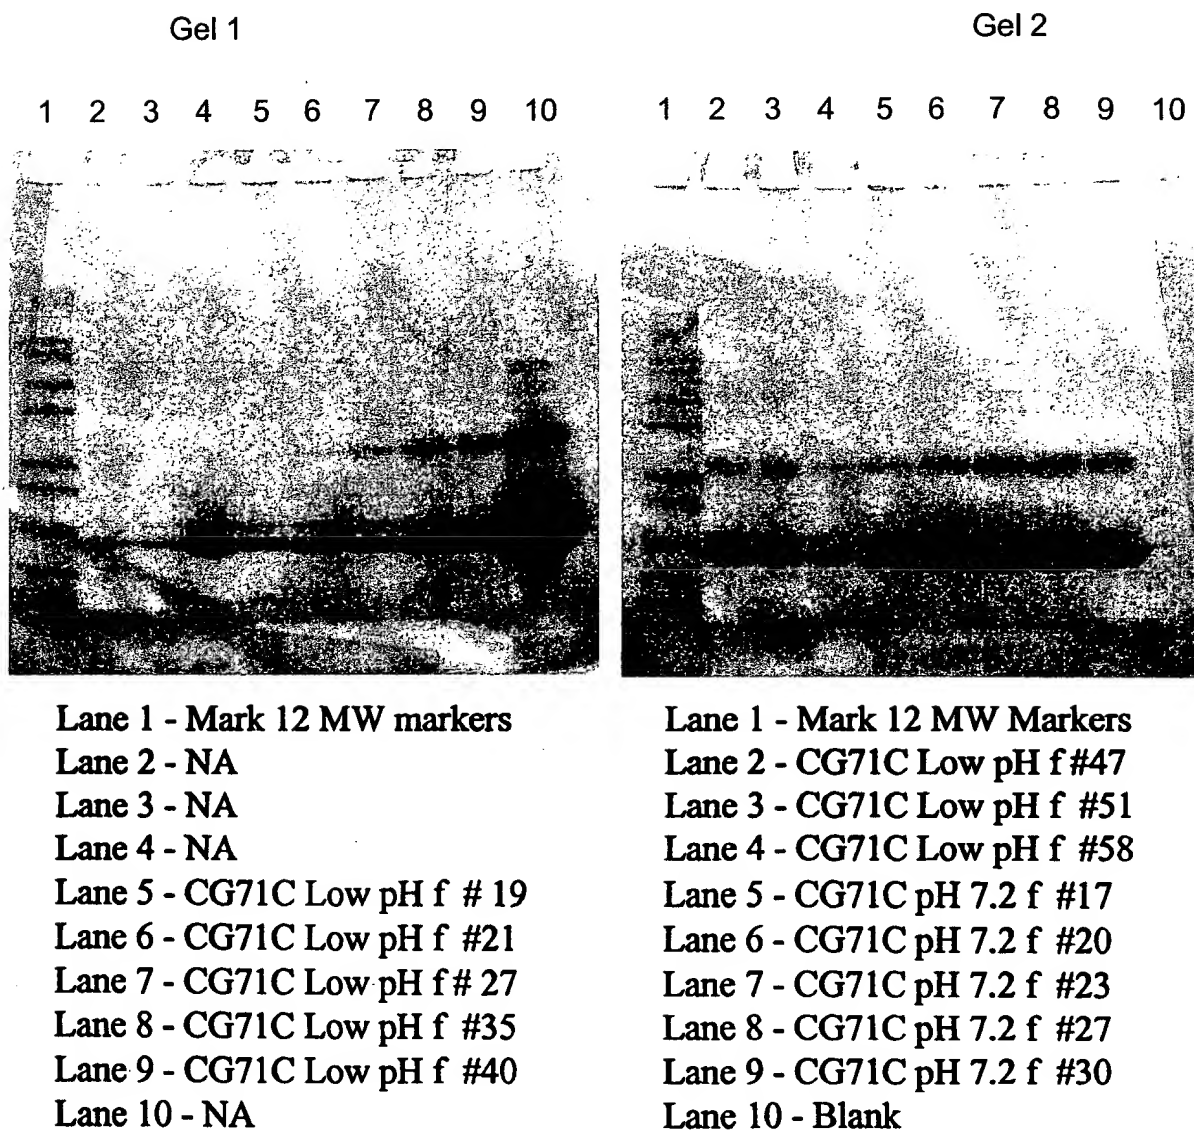 Gel 1
1 2 3 4 5 6 7 8 9 10
Lane 1 - Mark 12 MW markers
Lane 2 - NA
Lane 3 - NA
Lane 4 - NA
Lane 5 - CG71C Low pH f # 19
Lane 6 - CG71C Low pH f #21
Lane 7 - CG71C Low pH f # 27
Lane 8 - CG71C Low pH f #35
Lane 9 - CG71C Low pH f #40
Lane 10 - NA
Gel 2
1 2 3 4 5 6 7 8 9 10
Lane 1 - Mark 12 MW Markers
Lane 2 - CG71C Low pH f #47
Lane 3 - CG71C Low pH f #51
Lane 4 - CG71C Low pH f #58
Lane 5 - CG71C pH 7.2 f #17
Lane 6 - CG71C pH 7.2 f #20
Lane 7 - CG71C pH 7.2 f #23
Lane 8 - CG71C pH 7.2 f #27
Lane 9 - CG71C pH 7.2 f #30
Lane 10 - Blank